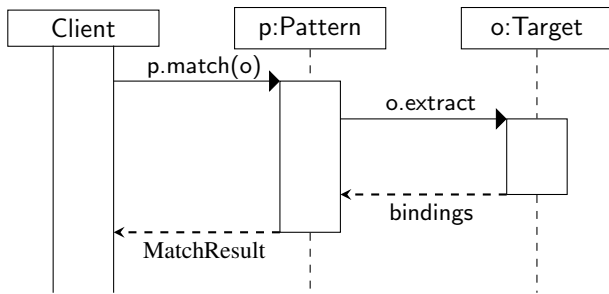 Client
p:Pattern
o:Target
p.match(o)
o.extract
bindings
MatchResult